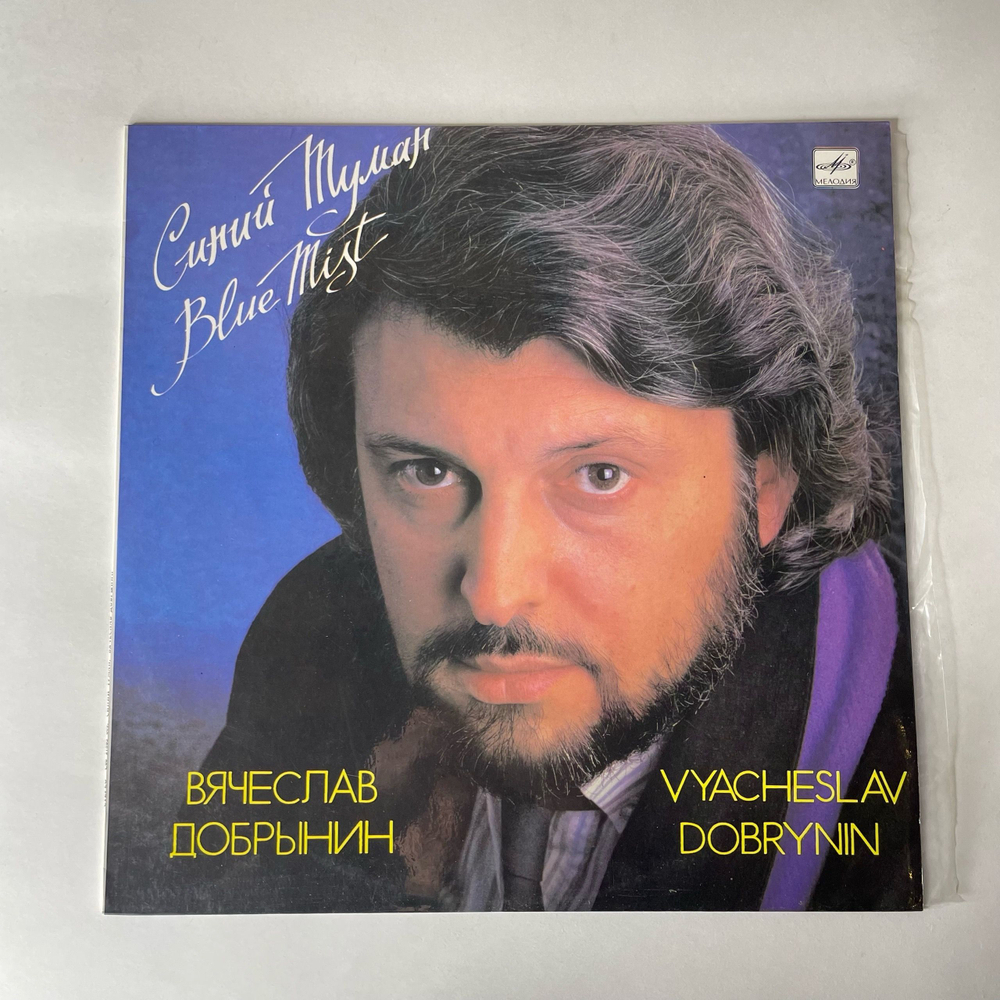 Синий Туман
Blue Mist
МЕЛОДИЯ
ВЯЧЕСЛАВ
ДОБРЫНИН
VYACHESLAV
DOBRYNIN